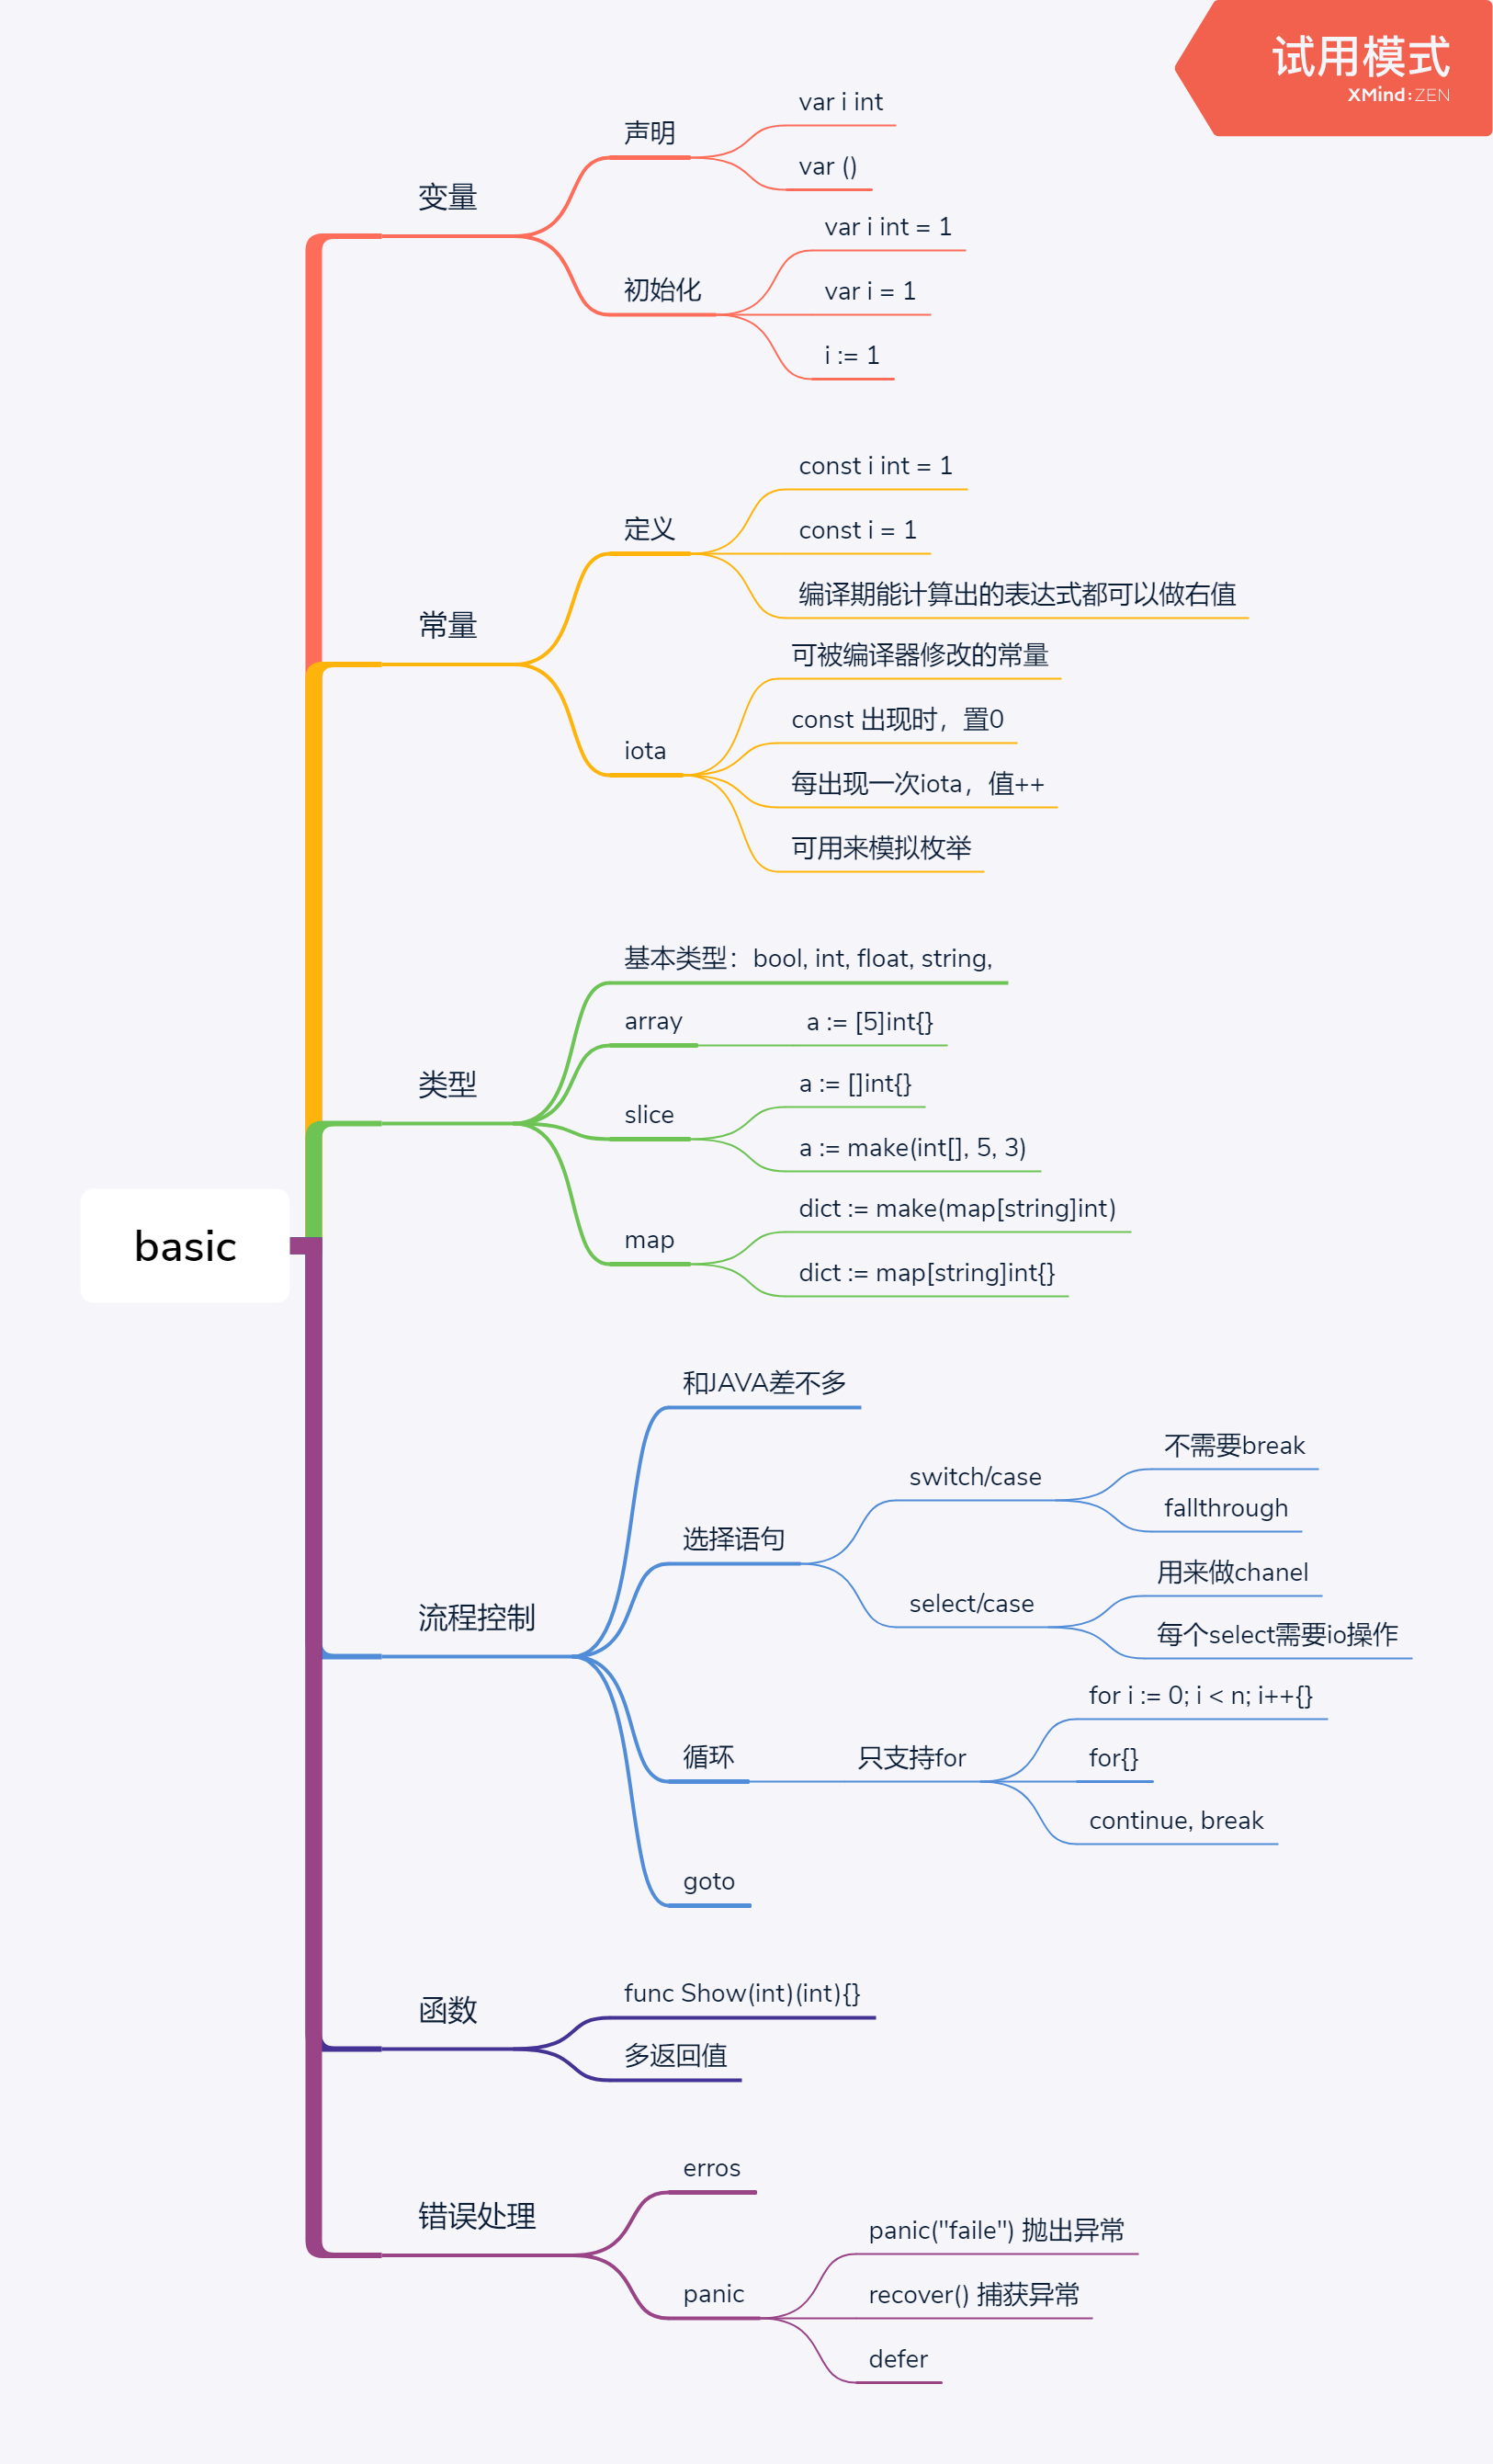 试用模式
XMind:ZEN
basic
变量
声明
var i int
var ()
初始化
var i int = 1
var i = 1
i := 1
常量
定义
const i int = 1
const i = 1
编译期能计算出的表达式都可以做右值
iota
可被编译器修改的常量
const 出现时，置0
每出现一次iota，值++
可用来模拟枚举
类型
基本类型：bool, int, float, string,
array
a := [5]int{}
slice
a := []int{}
a := make(int[], 5, 3)
map
dict := make(map[string]int)
dict := map[string]int{}
流程控制
和JAVA差不多
选择语句
switch/case
不需要break
fallthrough
select/case
用来做chanel
每个select需要io操作
循环
只支持for
for i := 0; i < n; i++{}
for{}
continue, break
goto
函数
func Show(int)(int){}
多返回值
错误处理
erros
panic
panic("faile") 抛出异常
recover() 捕获异常
defer